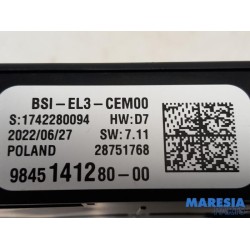 BSI-EL3-CEM00
S:1742280094 HW:D7
2022/06/27 SW:7.11
POLAND 28751768
9845141280-00
MARESIA